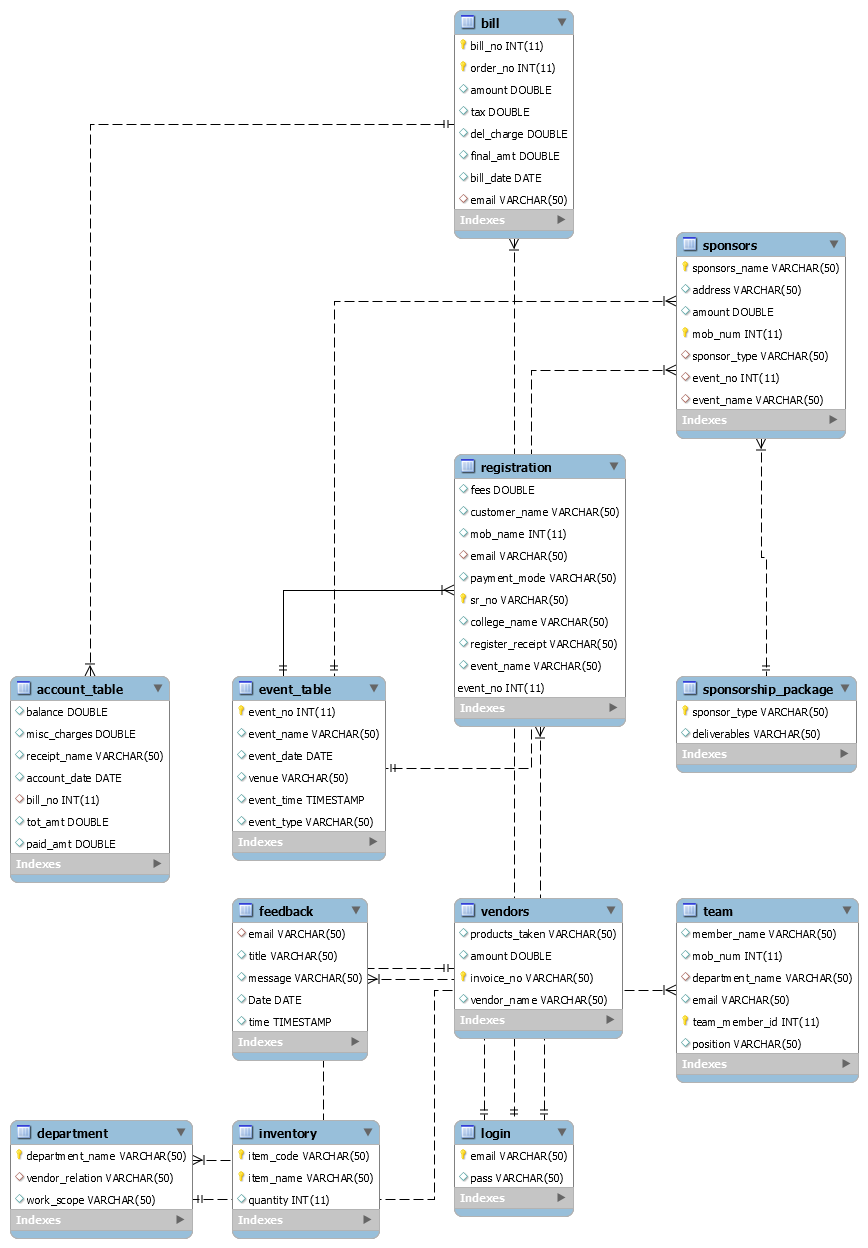 bill
bill_no INT(11)
order_no INT(11)
amount DOUBLE
tax DOUBLE
del_charge DOUBLE
final_amt DOUBLE
bill_date DATE
email VARCHAR(50)
Indexes
sponsors
sponsors_name VARCHAR(50)
address VARCHAR(50)
amount DOUBLE
mob_num INT(11)
sponsor_type VARCHAR(50)
event_no INT(11)
event_name VARCHAR(50)
Indexes
registration
fees DOUBLE
customer_name VARCHAR(50)
mob_name INT(11)
email VARCHAR(50)
payment_mode VARCHAR(50)
sr_no VARCHAR(50)
college_name VARCHAR(50)
register_receipt VARCHAR(50)
event_name VARCHAR(50)
event_no INT(11)
Indexes
account_table
balance DOUBLE
misc_charges DOUBLE
receipt_name VARCHAR(50)
account_date DATE
bill_no INT(11)
tot_amt DOUBLE
paid_amt DOUBLE
Indexes
event_table
event_no INT(11)
event_name VARCHAR(50)
event_date DATE
venue VARCHAR(50)
event_time TIMESTAMP
event_type VARCHAR(50)
Indexes
sponsorship_package
sponsor_type VARCHAR(50)
deliverables VARCHAR(50)
Indexes
feedback
email VARCHAR(50)
title VARCHAR(50)
message VARCHAR(50)
Date DATE
time TIMESTAMP
Indexes
vendors
products_taken VARCHAR(50)
amount DOUBLE
invoice_no VARCHAR(50)
vendor_name VARCHAR(50)
Indexes
team
member_name VARCHAR(50)
mob_num INT(11)
department_name VARCHAR(50)
email VARCHAR(50)
team_member_id INT(11)
position VARCHAR(50)
Indexes
department
department_name VARCHAR(50)
vendor_relation VARCHAR(50)
work_scope VARCHAR(50)
Indexes
inventory
item_code VARCHAR(50)
item_name VARCHAR(50)
quantity INT(11)
Indexes
login
email VARCHAR(50)
pass VARCHAR(50)
Indexes